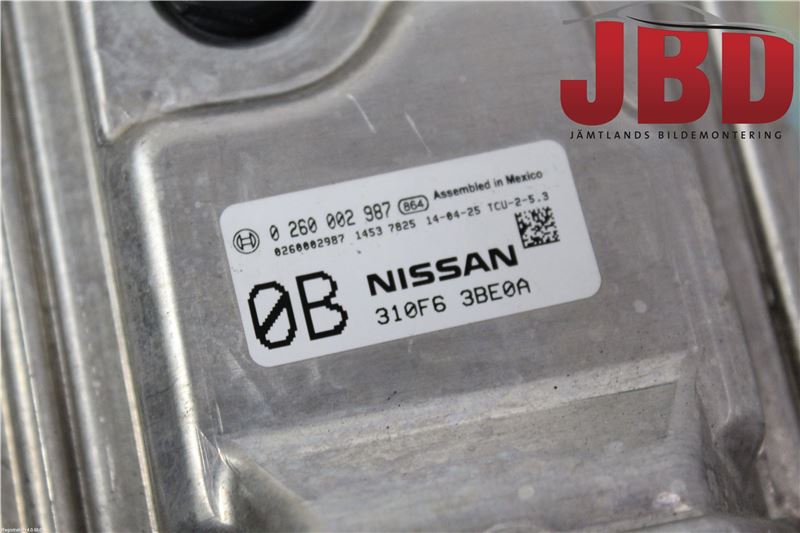 JBD
JÄMTLANDS BILDEMONTERING
0 260 002 987 864 Assembled in Mexico
0260002987 1453 7825 14-04-25 TCU-2-5.3
0B NISSAN
310F6 3BE0A